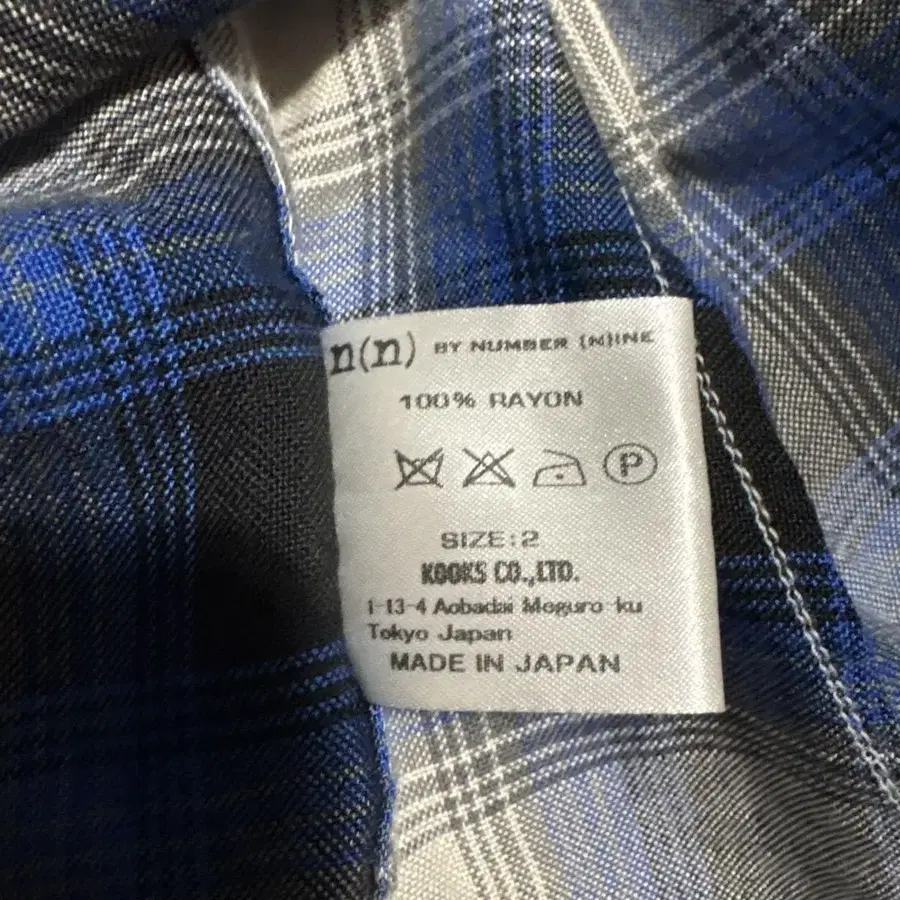 n(n) BY NUMBER (N)INE
100% RAYON
P
SIZE:2
KOOKS CO.,LTD.
1-13-4 Aobadai Meguro-ku
Tokyo Japan
MADE IN JAPAN